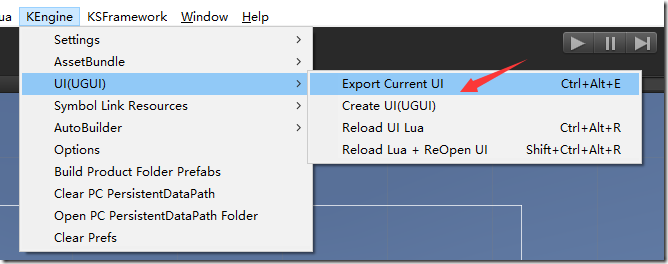 ua KEngine KSFramework Window Help
Settings
AssetBundle
UI(UGUI)
Symbol Link Resources
AutoBuilder
Options
Build Product Folder Prefabs
Clear PC PersistentDataPath
Open PC PersistentDataPath Folder
Clear Prefs
Export Current UI Ctrl+Alt+E
Create UI(UGUI)
Reload UI Lua Ctrl+Alt+R
Reload Lua + ReOpen UI Shift+Ctrl+Alt+R